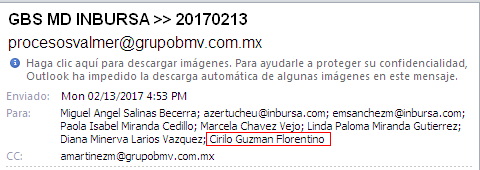 GBS MD INBURSA >> 20170213
procesosvalmer@grupobmv.com.mx
Haga clic aquí para descargar imágenes. Para ayudarle a proteger su confidencialidad,
Outlook ha impedido la descarga automática de algunas imágenes en este mensaje.
Enviado: Mon 02/13/2017 4:53 PM
Para: Miguel Angel Salinas Becerra; azertucheu@inbursa.com; emsanchezm@inbursa.com;
Paola Isabel Miranda Cedillo; Marcela Chavez Vejo; Linda Paloma Miranda Gutierrez;
Diana Minerva Larios Vazquez; Cirilo Guzman Florentino
CC: amartinezm@grupobmv.com.mx